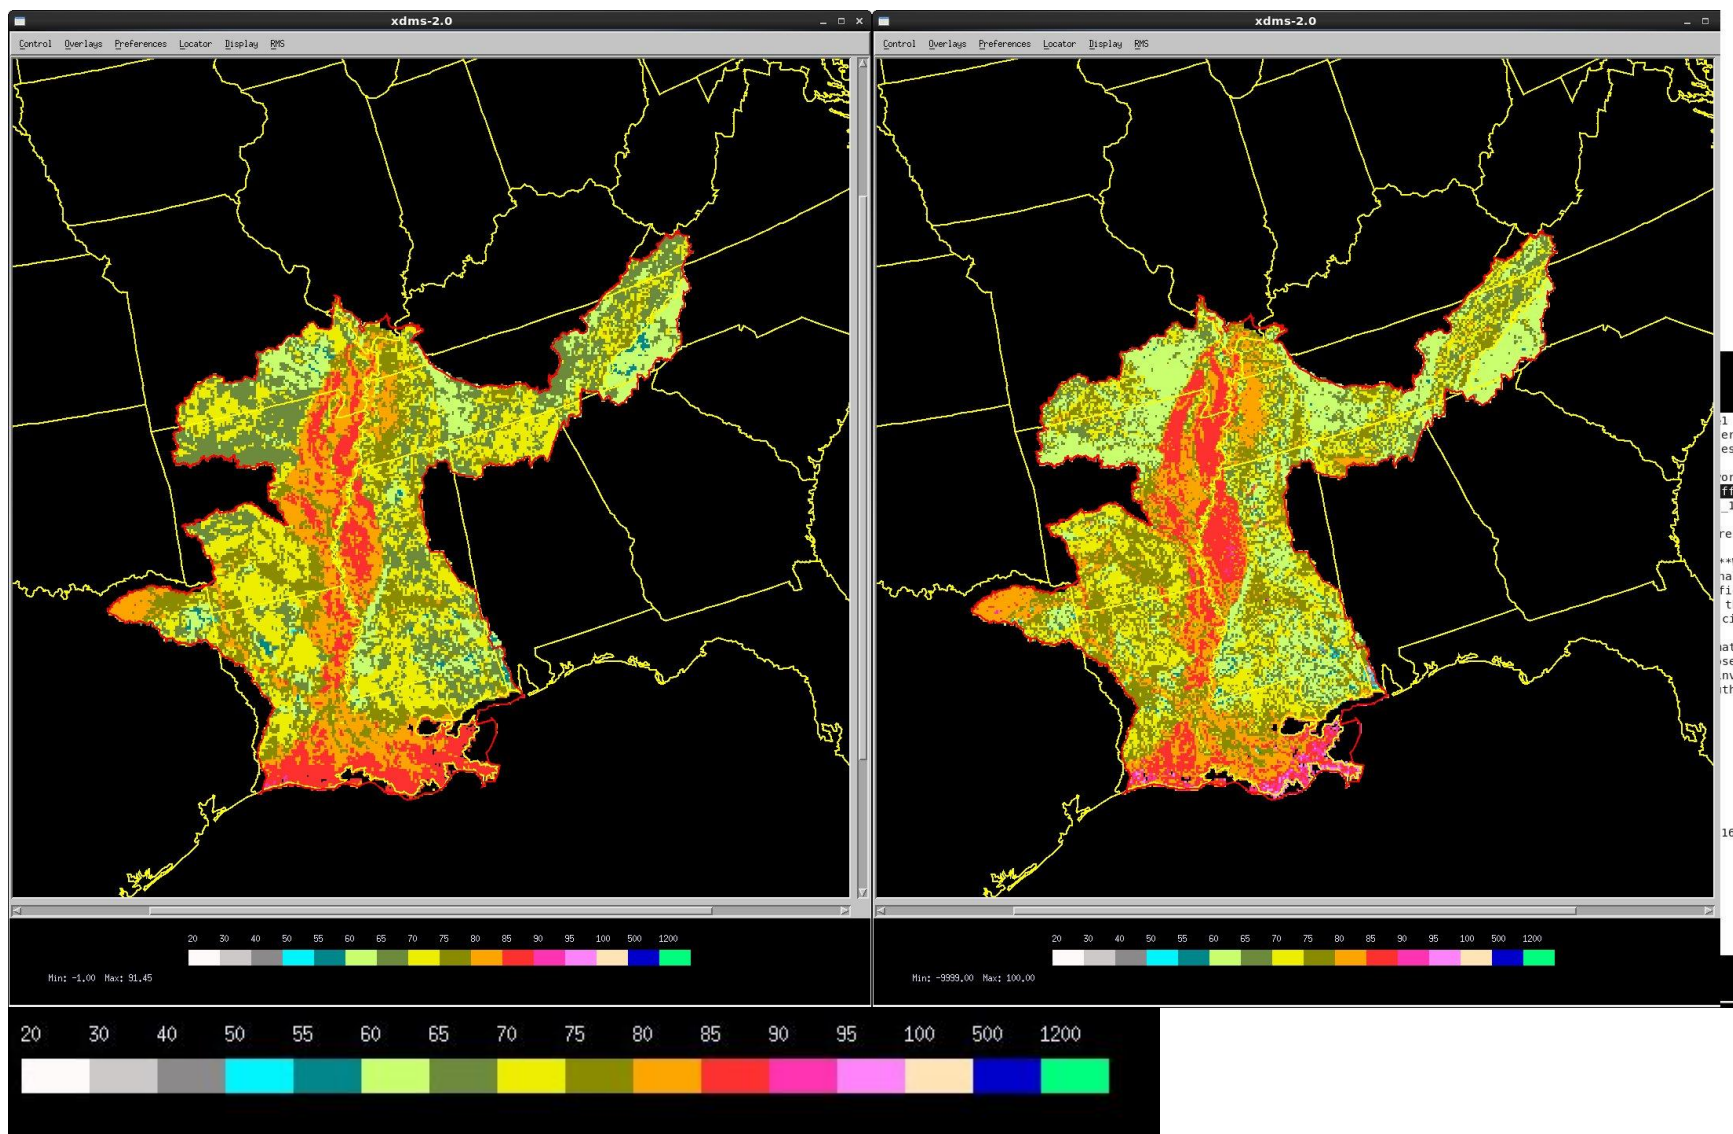 xdms-2.0
Control Overlays Preferences Locator Display RMS
20 30 40 50 55 60 65 70 75 80 85 90 95 100 500 1200
Min: -1.00 Max: 91.45
xdms-2.0
Control Overlays Preferences Locator Display RMS
20 30 40 50 55 60 65 70 75 80 85 90 95 100 500 1200
Min: -9999.00 Max: 100.00
20 30 40 50 55 60 65 70 75 80 85 90 95 100 500 1200